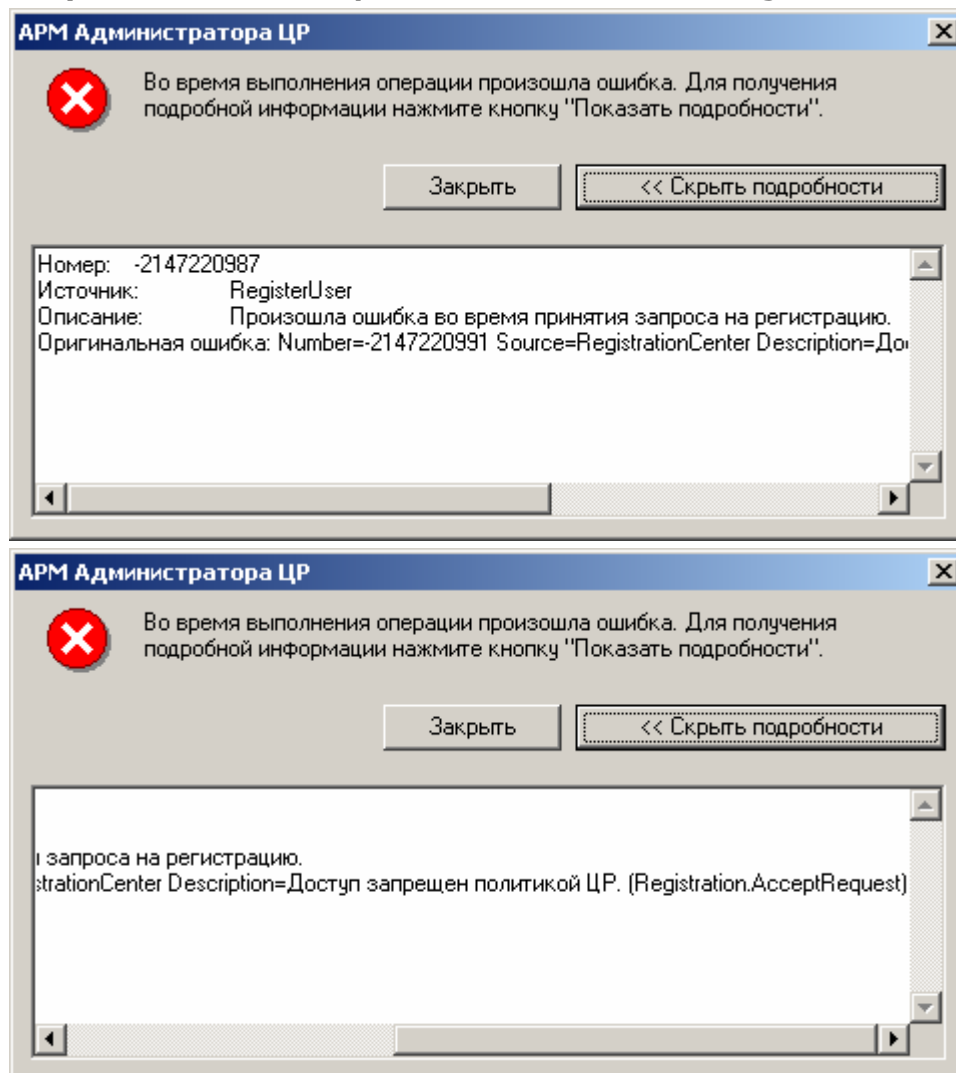 АРМ Администратора ЦР
Во время выполнения операции произошла ошибка. Для получения
подробной информации нажмите кнопку "Показать подробности".
Закрыть
<< Скрыть подробности
Номер: -2147220987
Источник: RegisterUser
Описание: Произошла ошибка во время принятия запроса на регистрацию.
Оригинальная ошибка: Number=-2147220991 Source=RegistrationCenter Description=До
АРМ Администратора ЦР
Во время выполнения операции произошла ошибка. Для получения
подробной информации нажмите кнопку "Показать подробности".
Закрыть
<< Скрыть подробности
запроса на регистрацию.
strationCenter Description=Доступ запрещен политикой ЦР. (Registration.AcceptRequest)